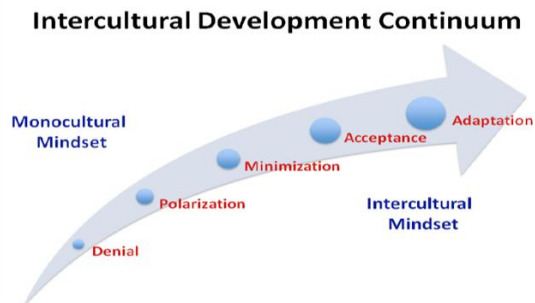 Intercultural Development Continuum
Monocultural
Mindset
Adaptation
Acceptance
Minimization
Polarization
Denial
Intercultural
Mindset